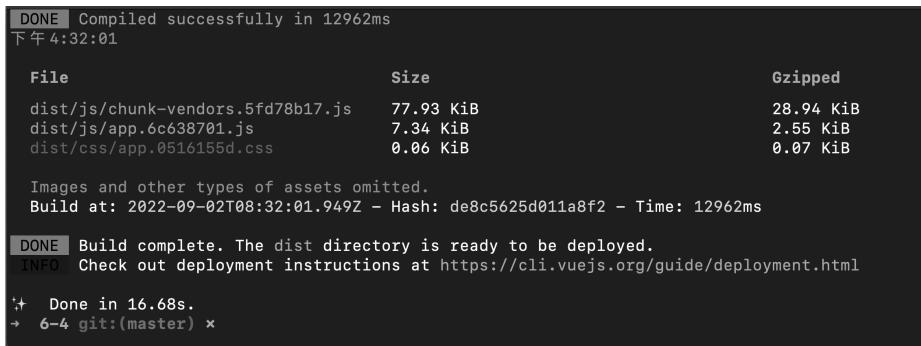 DONE Compiled successfully in 12962ms
下午4:32:01
File Size Gzipped
dist/js/chunk-vendors.5fd78b17.js 77.93 KiB 28.94 KiB
dist/js/app.6c638701.js 7.34 KiB 2.55 KiB
dist/css/app.0516155d.css 0.06 KiB 0.07 KiB
Images and other types of assets omitted.
Build at: 2022-09-02T08:32:01.949Z – Hash: de8c5625d011a8f2 – Time: 12962ms
DONE Build complete. The dist directory is ready to be deployed.
INFO Check out deployment instructions at https://cli.vuejs.org/guide/deployment.html
✨ Done in 16.68s.
→ 6–4 git:(master) ×